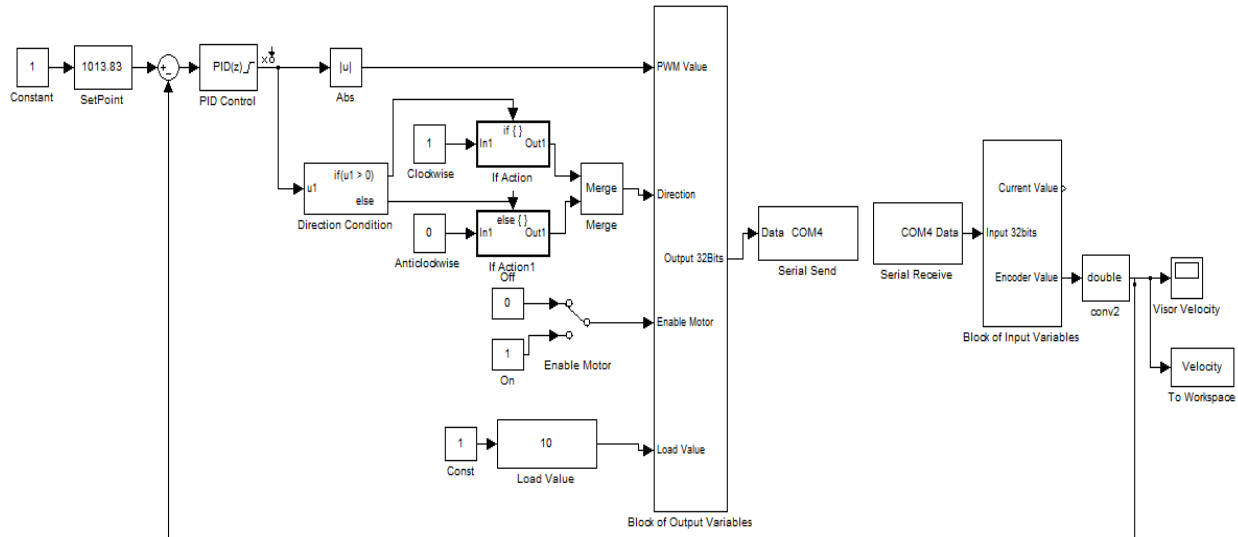 1
Constant
1013.83
SetPoint
+
-
PID(z)
PID Control
x
|u|
Abs
u1
if(u1 > 0)
else
Direction Condition
1
Clockwise
if { }
In1
Out1
If Action
0
Anticlockwise
else { }
In1
Out1
If Action1
Merge
Merge
Off
0
1
On
Enable Motor
1
Const
10
Load Value
PWM Value
Direction
Output 32Bits
Enable Motor
Load Value
Block of Output Variables
Data COM4
Serial Send
COM4 Data
Serial Receive
Current Value
Input 32bits
Encoder Value
Block of Input Variables
double
conv2
Visor Velocity
Velocity
To Workspace